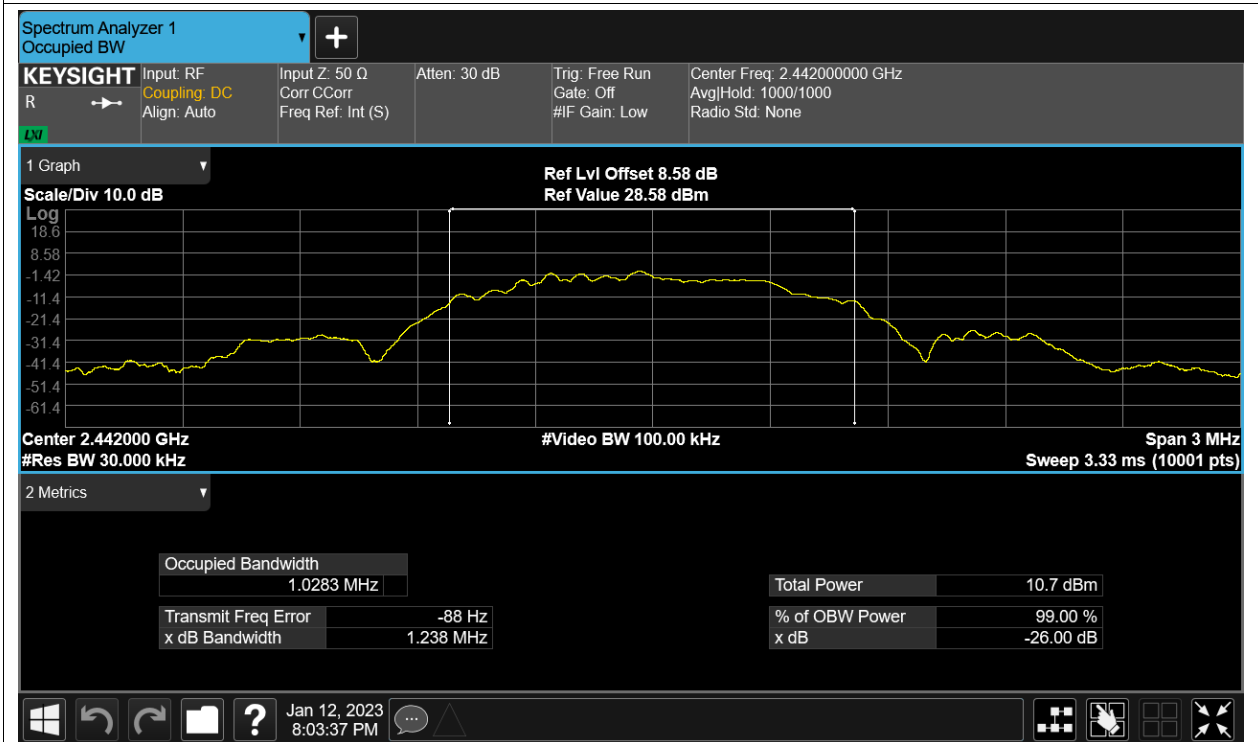 Spectrum Analyzer 1
Occupied BW
KEYSIGHT
R
LXI
Input: RF
Coupling: DC
Align: Auto
Input Z: 50 Ω
Corr CCorr
Freq Ref: Int (S)
Atten: 30 dB
Trig: Free Run
Gate: Off
#IF Gain: Low
Center Freq: 2.442000000 GHz
Avg|Hold: 1000/1000
Radio Std: None
1 Graph
Scale/Div 10.0 dB
Ref Lvl Offset 8.58 dB
Ref Value 28.58 dBm
Log
18.6
8.58
-1.42
-11.4
-21.4
-31.4
-41.4
-51.4
-61.4
Center 2.442000 GHz
#Res BW 30.000 kHz
#Video BW 100.00 kHz
Span 3 MHz
Sweep 3.33 ms (10001 pts)
2 Metrics
Occupied Bandwidth
1.0283 MHz
Transmit Freq Error -88 Hz
x dB Bandwidth 1.238 MHz
Total Power 10.7 dBm
% of OBW Power 99.00 %
x dB -26.00 dB
?
Jan 12, 2023
8:03:37 PM